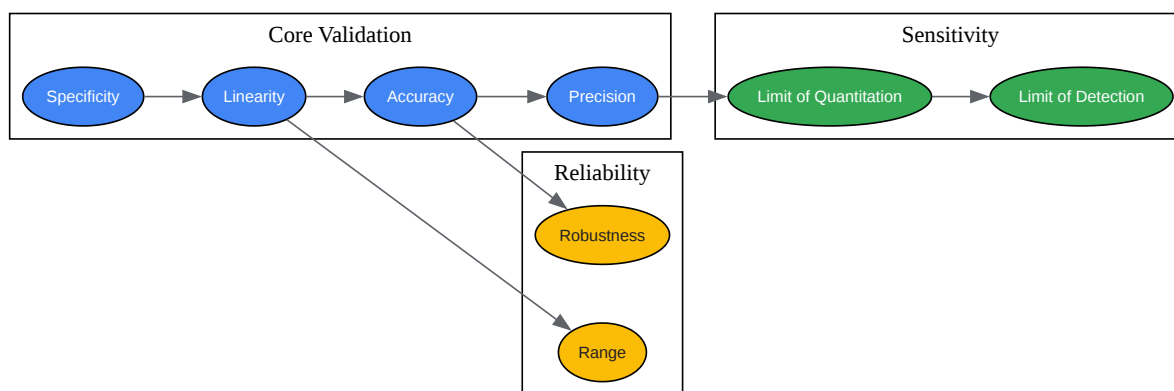 Core Validation
Sensitivity
Specificity
Linearity
Accuracy
Precision
Limit of Quantitation
Limit of Detection
Reliability
Robustness
Range